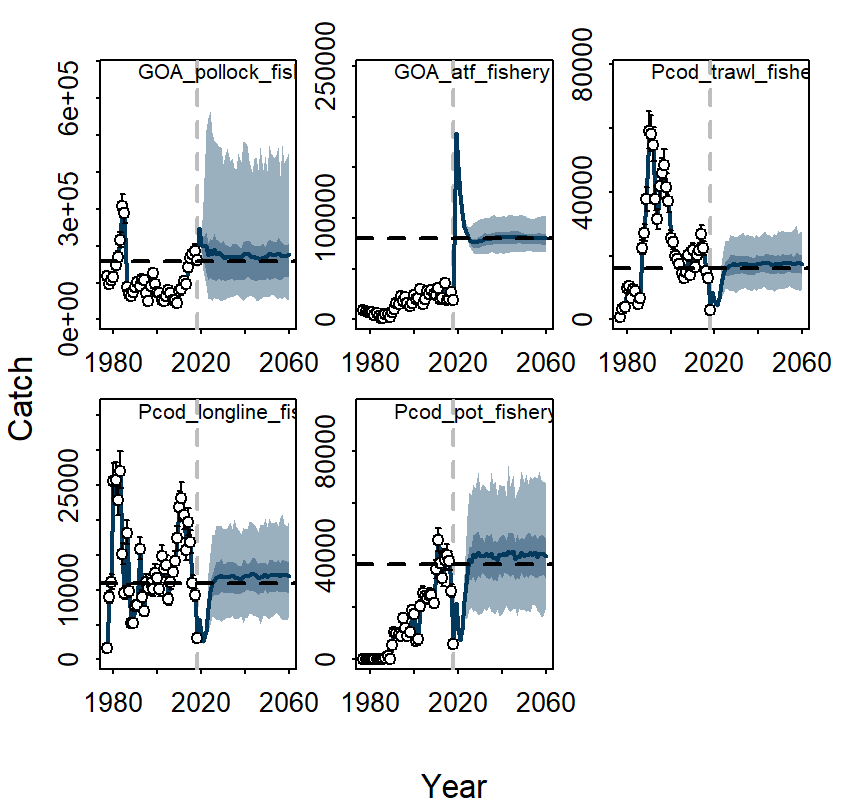 GOA_pollock_fish
0e+00 3e+05 6e+05
1980 2020 2060
GOA_atf_fishery
0 100000 250000
1980 2020 2060
Pcod_trawl_fishe
0 40000 80000
1980 2020 2060
Pcod_longline_fis
0 10000 25000
1980 2020 2060
Pcod_pot_fishery
0 40000 80000
1980 2020 2060
Catch
Year